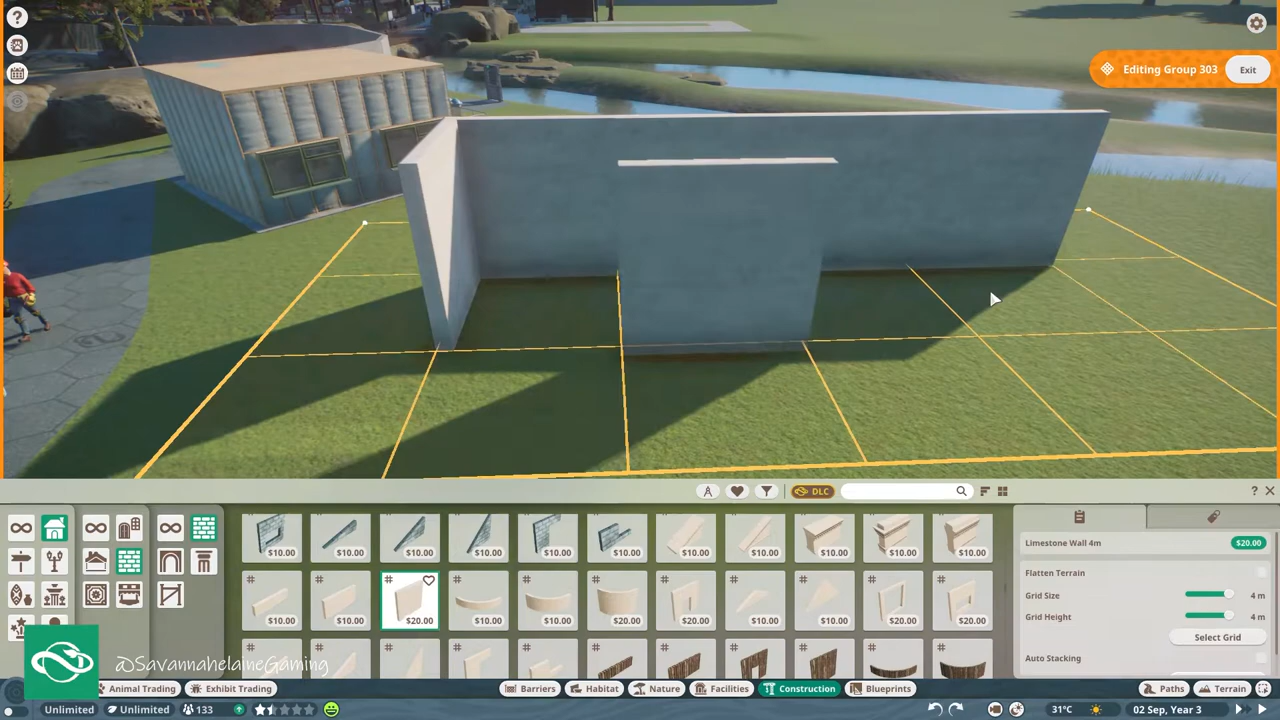 ?
Editing Group 303 Exit
DLC
? ×
$10.00 $10.00 $10.00 $10.00 $10.00 $10.00 $10.00 $10.00 $10.00 $10.00 $10.00
Limestone Wall 4m $20.00
Flatten Terrain
$10.00 $10.00 $20.00 $10.00 $10.00 $20.00 $20.00 $10.00 $10.00 $20.00 $20.00
Grid Size 4 m
Grid Height 4 m
Select Grid
Auto Stacking
@SavannahelaineGaming
Animal Trading Exhibit Trading Barriers Habitat Nature Facilities Construction Blueprints Paths Terrain
Unlimited Unlimited 133 31°C 02 Sep, Year 3